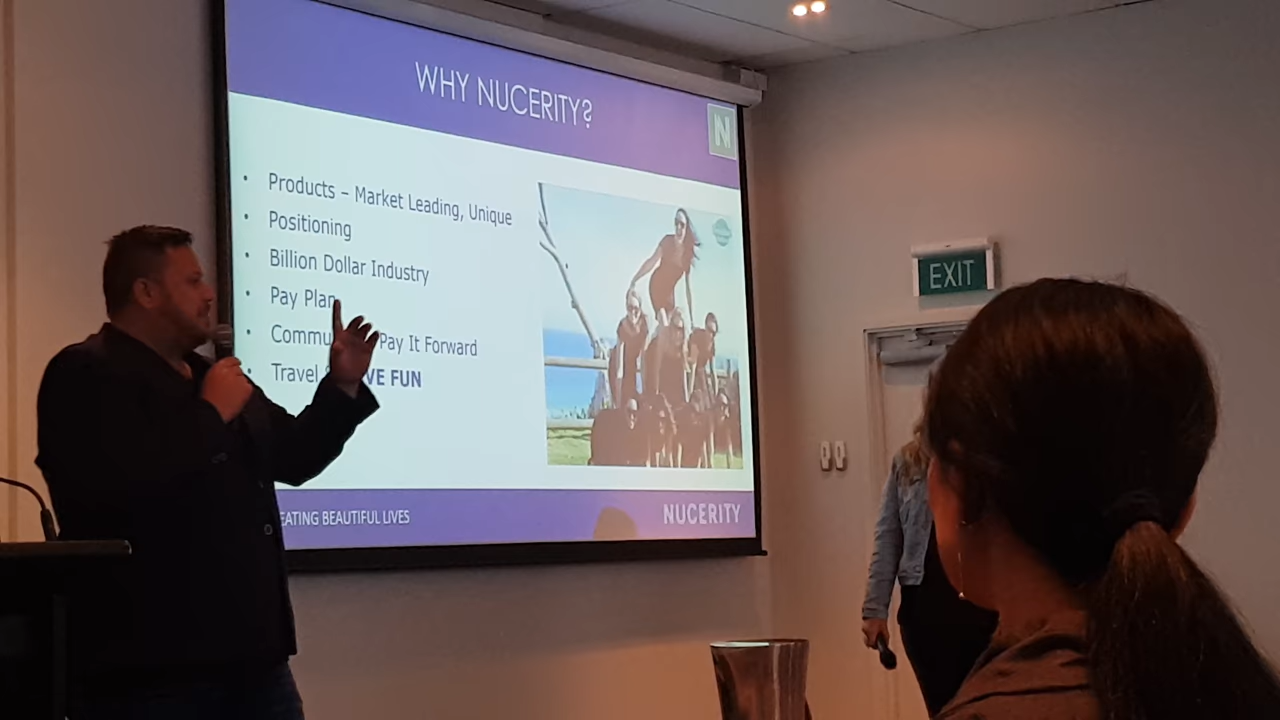 WHY NUCERITY?
N
• Products – Market Leading, Unique
• Positioning
• Billion Dollar Industry
• Pay Plan
• Commu Pay It Forward
• Travel VE FUN
EATING BEAUTIFUL LIVES
NUCERITY
EXIT